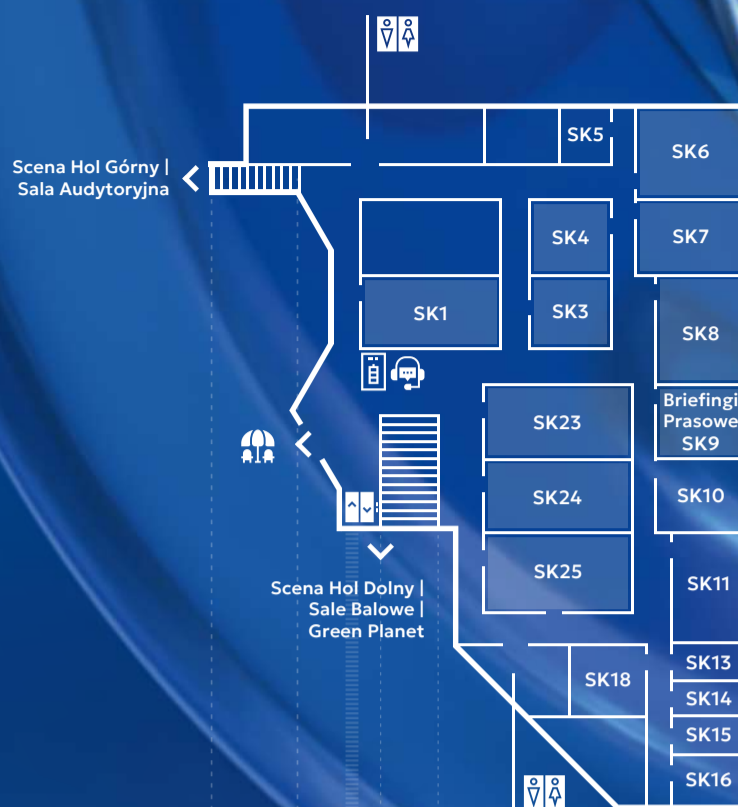 SK5
SK6
Scena Hol Górny |
Sala Audytoryjna
SK4
SK7
SK1
SK3
SK8
Briefingi
Prasowe
SK9
SK23
SK24
SK10
SK25
SK11
Scena Hol Dolny |
Sale Balowe |
Green Planet
SK13
SK18
SK14
SK15
SK16